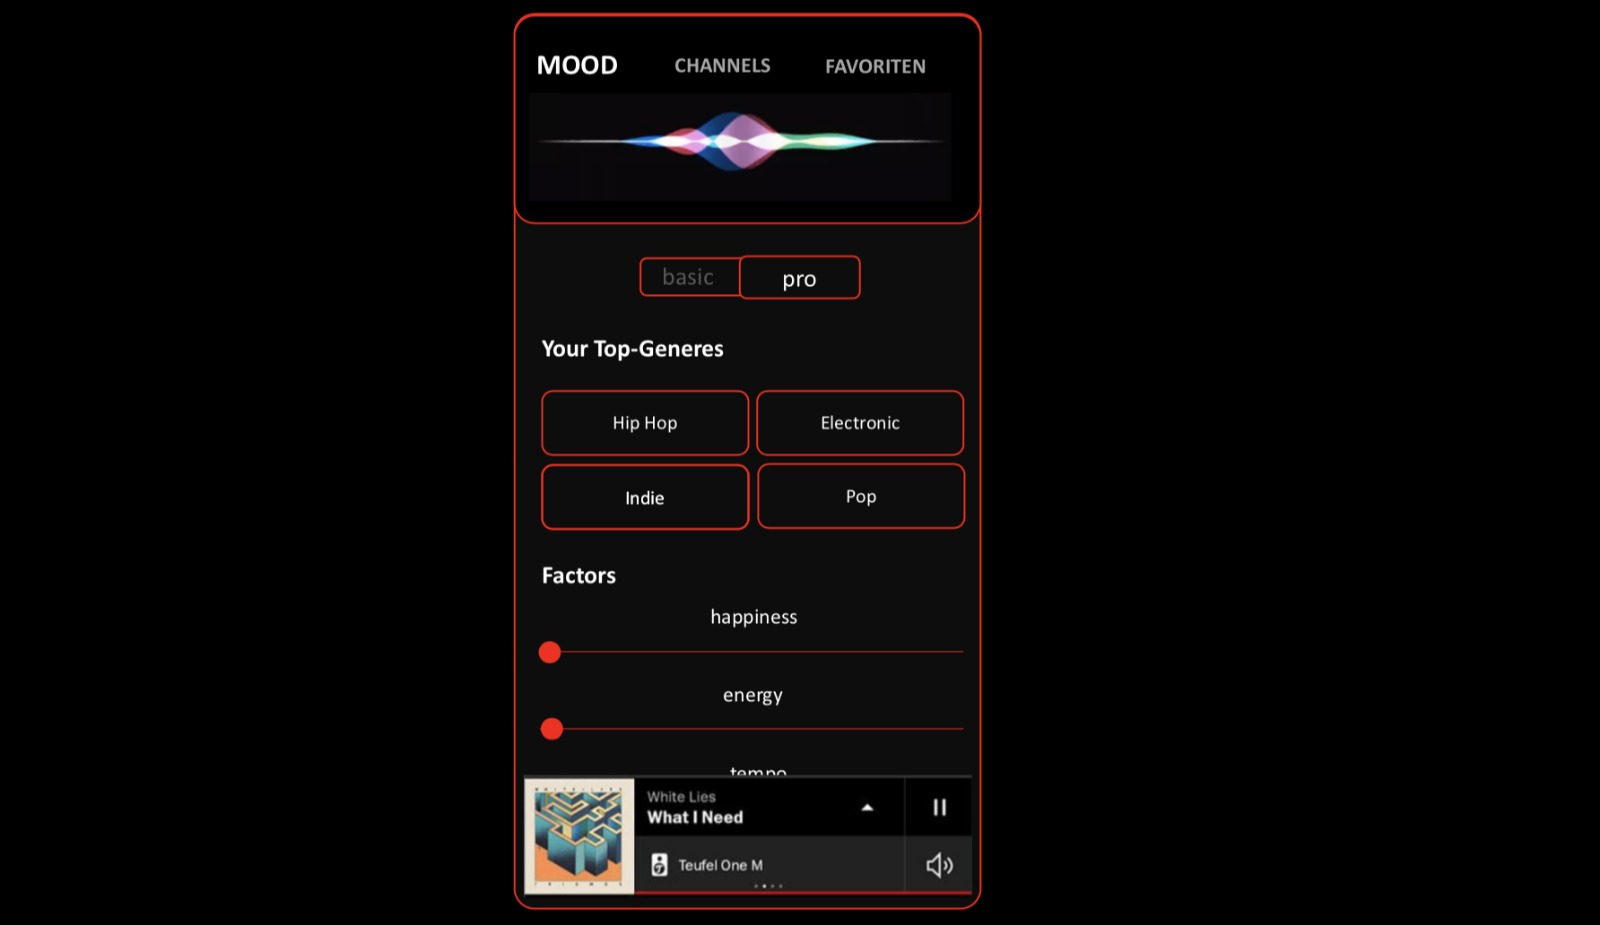 MOOD CHANNELS FAVORITEN
basic pro
Your Top-Generes
Hip Hop Electronic
Indie Pop
Factors
happiness
energy
tempo
White Lies
What I Need
Teufel One M